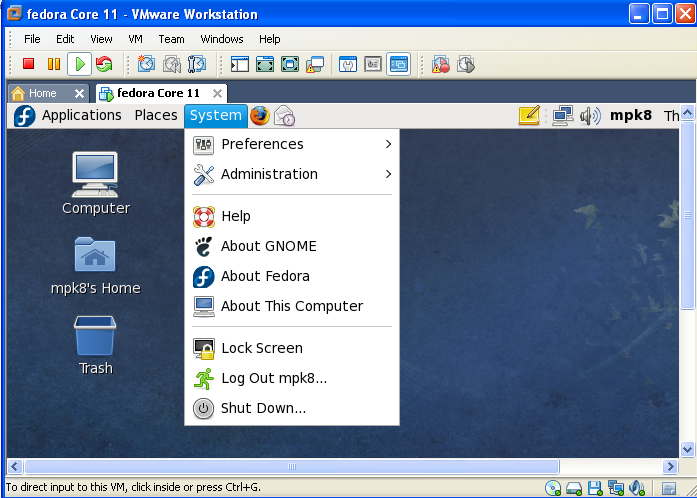 fedora Core 11 - VMware Workstation
File Edit View VM Team Windows Help
Home fedora Core 11
Applications Places System mpk8 Th
Preferences
Administration
Help
About GNOME
About Fedora
About This Computer
Lock Screen
Log Out mpk8...
Shut Down...
Computer
mpk8's Home
Trash
To direct input to this VM, click inside or press Ctrl+G.